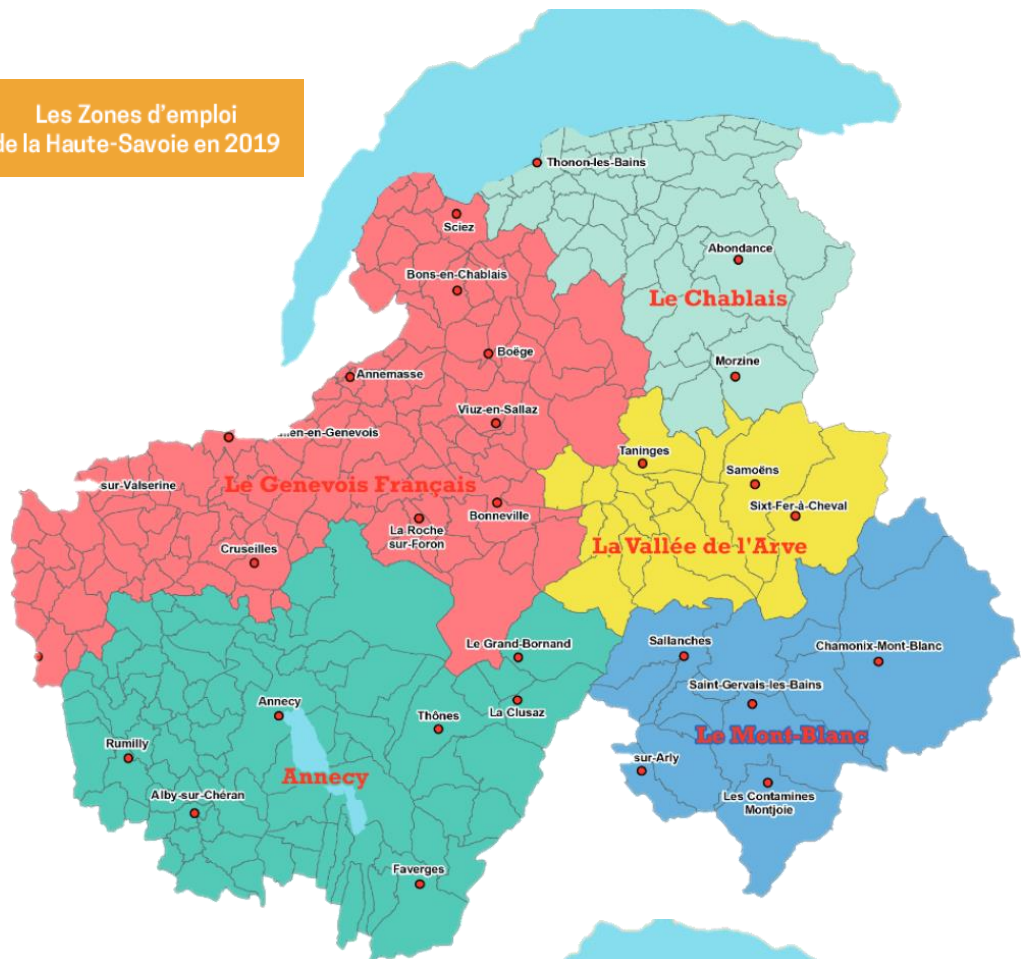 Les Zones d'emploi
de la Haute-Savoie en 2019
Thonon-les-Bains
Sciez
Abondance
Bons-en-Chablais
Le Chablais
Boëge
Morzine
Annemasse
Viuz-en-Sallaz
en-Genevois
Taninges
Samoëns
sur-Valserine
Le Genevois Français
Sixt-Fer-à-Cheval
Bonneville
La Roche
sur-Foron
La Vallée de l'Arve
Cruseilles
Le Grand-Bornand
Sallanches
Chamonix-Mont-Blanc
Saint-Gervais-les-Bains
Annecy
La Clusaz
Thônes
Le Mont-Blanc
Rumilly
sur-Arly
Annecy
Alby-sur-Chéran
Les Contamines
Montjoie
Faverges